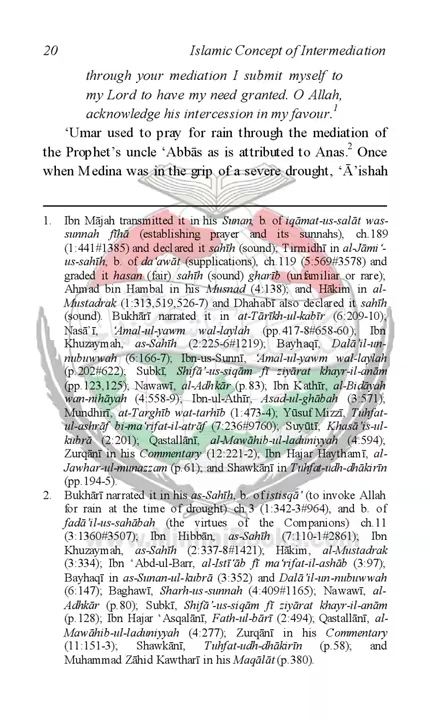 20 Islamic Concept of Intermediation
through your mediation I submit myself to
my Lord to have my need granted. O Allah,
acknowledge his intercession in my favour.1
‘Umar used to pray for rain through the mediation of
the Prophet’s uncle ‘Abbās as is attributed to Anas.2 Once
when Medina was in the grip of a severe drought, ‘Ā’ishah
1. Ibn Mājah transmitted it in his Sunan, b. of iqāmat-us-salāt was-
sunnah fīhā (establishing prayer and its sunnahs), ch.189
(1:441#1385) and declared it sahīh (sound); Tirmidhī in al-Jāmi‘-
us-sahīh, b. of da‘awāt (supplications), ch.119 (5:569#3578) and
graded it hasan (fair) sahīh (sound) gharīb (unfimiliar or rare);
Ahmad bin Hambal in his Musnad (4:138); and Hākim in al-
Mustadrak (1:313,519,526-7) and Dhahabī also declared it sahīh
(sound). Bukhārī narrated it in at-Tārīkh-ul-kabīr (6:209-10),
Nasā’ī, ‘Amal-ul-yawm wal-laylah (pp.417-8#658-60); Ibn
Khuzaymah, as-Sahīh (2:225-6#1219); Bayhaqī, Dalā’il-un-
nubuwwah (6:166-7); Ibn-us-Sunnī, ‘Amal-ul-yawm wal-laylah
(p.202#622); Subkī, Shifā’-us-siqām fī ziyārat khayr-il-anām
(pp.123,125); Nawawī, al-Adhkār (p.83); Ibn Kathīr, al-Bidāyah
wan-nihāyah (4:558-9); Ibn-ul-Athīr, Asad-ul-ghābah (3:571);
Mundhirī, at-Targhīb wat-tarhīb (1:473-4); Yūsuf Mizzī, Tuhfat-
ul-ashrāf bi-ma‘rifat-il-atrāf (7:236#9760); Suyūtī, Khasā’is-ul-
kubrā (2:201); Qastallānī, al-Mawāhib-ul-laduniyyah (4:594);
Zurqānī in his Commentary (12:221-2); Ibn Hajar Haythamī, al-
Jawhar-ul-munazzam (p.61); and Shawkānī in Tuhfat-udh-dhākirīn
(pp.194-5).
2. Bukhārī narrated it in his as-Sahīh, b. of istisqā’ (to invoke Allah
for rain at the time of drought) ch.3 (1:342-3#964), and b. of
fadā’il-us-sahābah (the virtues of the Companions) ch.11
(3:1360#3507); Ibn Hibbān, as-Sahīh (7:110-1#2861); Ibn
Khuzaymah, as-Sahīh (2:337-8#1421); Hākim, al-Mustadrak
(3:334); Ibn ‘Abd-ul-Barr, al-Istī‘āb fī ma‘rifat-il-ashāb (3:97);
Bayhaqī in as-Sunan-ul-kubrā (3:352) and Dalā’il-un-nubuwwah
(6:147); Baghawī, Sharh-us-sunnah (4:409#1165); Nawawī, al-
Adhkār (p.80); Subkī, Shifā’-us-siqām fī ziyārat khayr-il-anām
(p.128); Ibn Hajar ‘Asqalānī, Fath-ul-bārī (2:494); Qastallānī, al-
Mawāhib-ul-laduniyyah (4:277); Zurqānī in his Commentary
(11:151-3); Shawkānī, Tuhfat-udh-dhākirīn (p.58); and
Muhammad Zāhid Kawtharī in his Maqālāt (p.380).